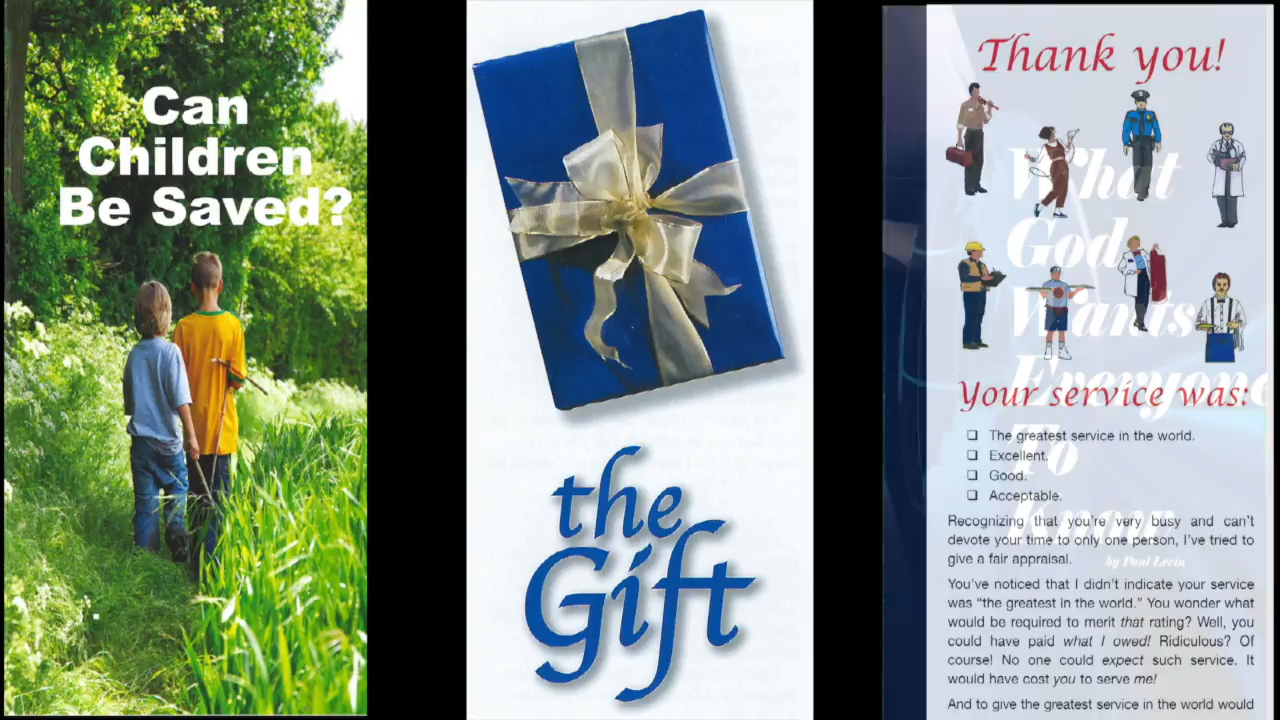 Can
Children
Be Saved?
the
Gift
Thank you!
What
God
Wants
Everyone
To
Know
by Paul Levin
Your service was:
❏ The greatest service in the world.
❏ Excellent.
❏ Good.
❏ Acceptable.
Recognizing that you're very busy and can't
devote your time to only one person, I've tried to
give a fair appraisal.
You've noticed that I didn't indicate your service
was “the greatest in the world.” You wonder what
would be required to merit that rating? Well, you
could have paid what I owed! Ridiculous? Of
course! No one could expect such service. It
would have cost you to serve me!
And to give the greatest service in the world would